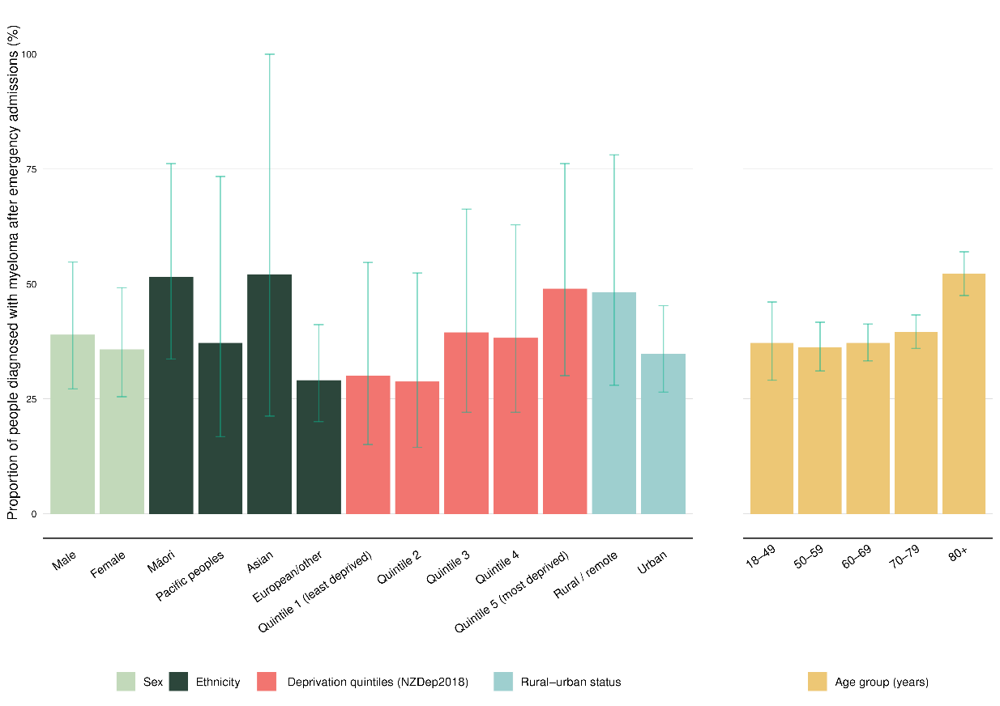 Proportion of people diagnosed with myeloma after emergency admissions (%)
100
75
50
25
0
Male
Female
Māori
Pacific peoples
Asian
European/other
Quintile 1 (least deprived)
Quintile 2
Quintile 3
Quintile 4
Quintile 5 (most deprived)
Rural / remote
Urban
18–49
50–59
60–69
70–79
80+
Sex
Ethnicity
Deprivation quintiles (NZDep2018)
Rural–urban status
Age group (years)